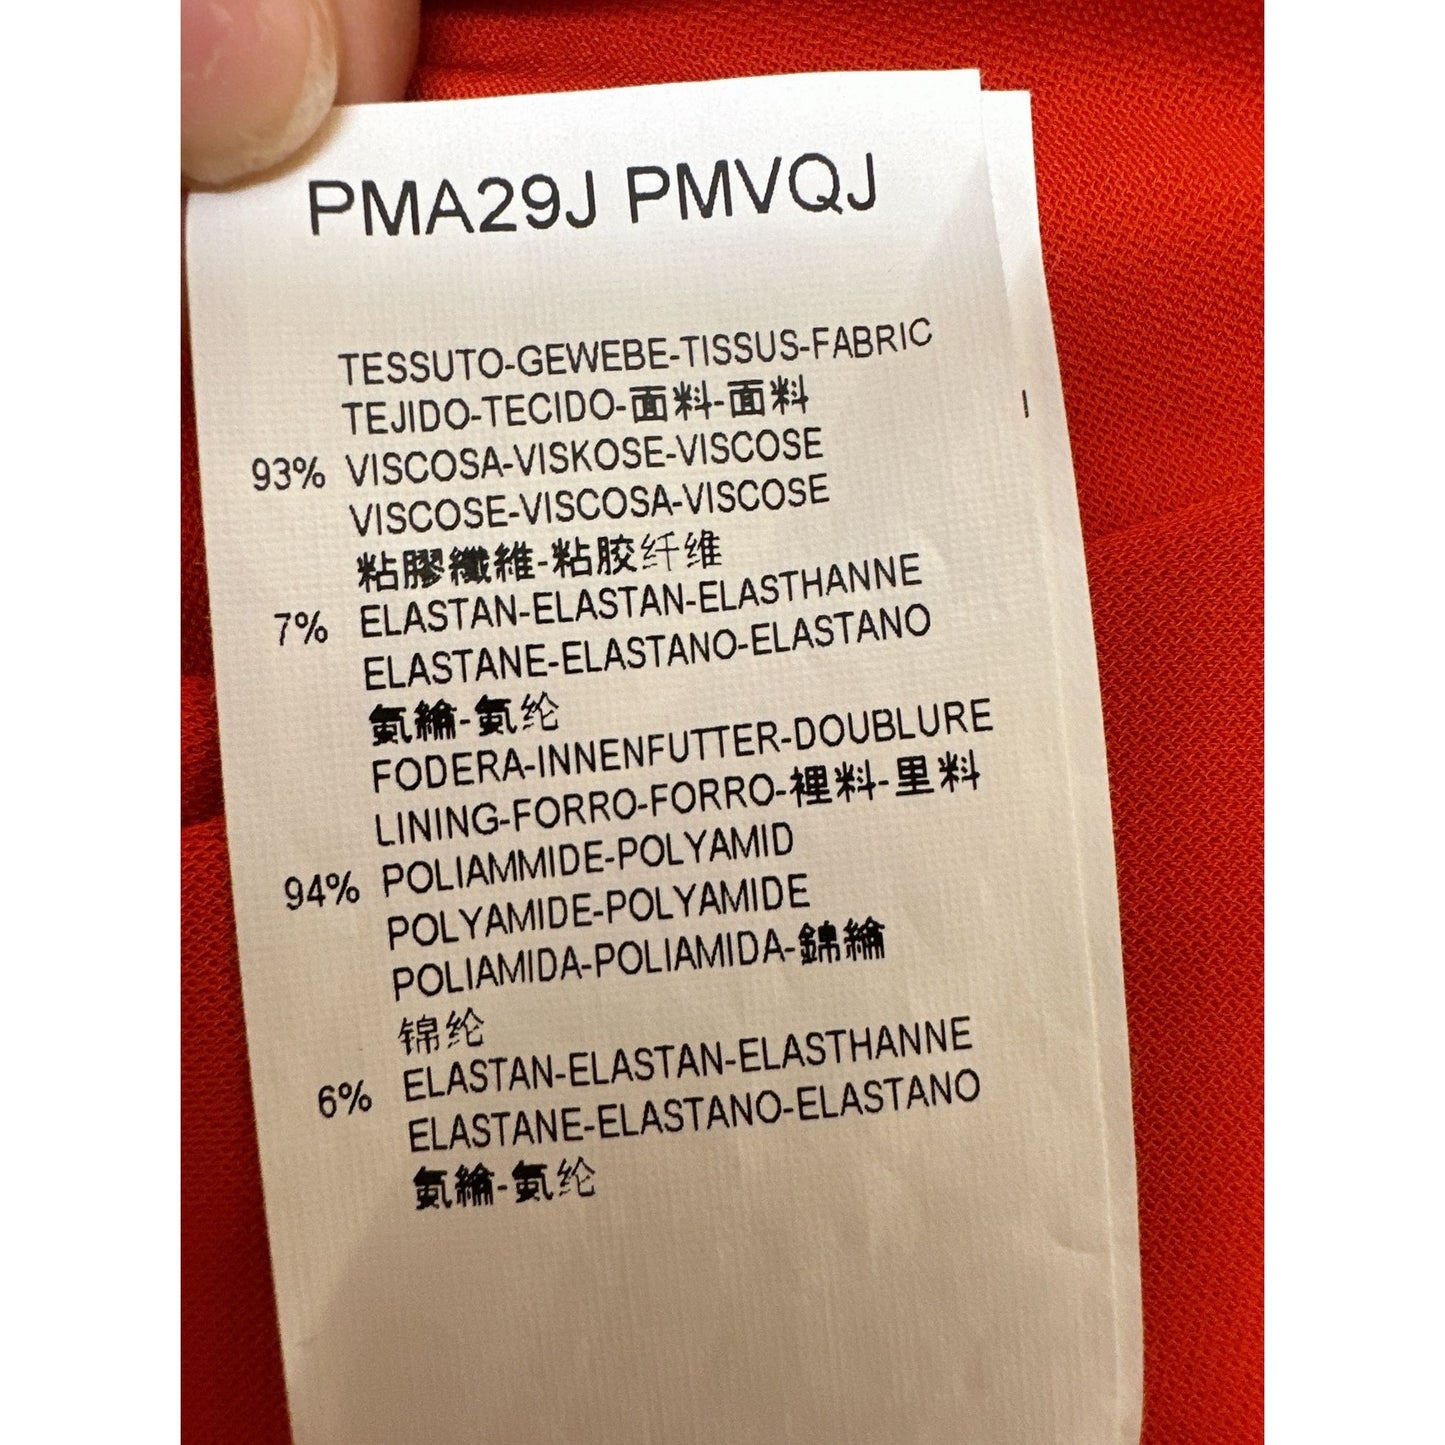 PMA29J PMVQJ
TESSUTO-GEWEBE-TISSUS-FABRIC
TEJIDO-TECIDO-面料-面料
93% VISCOSA-VISKOSE-VISCOSE
VISCOSE-VISCOSA-VISCOSE
粘膠纖維-粘胶纤维
7% ELASTAN-ELASTAN-ELASTHANNE
ELASTANE-ELASTANO-ELASTANO
氨綸-氨纶
FODERA-INNENFUTTER-DOUBLURE
LINING-FORRO-FORRO-裡料-里料
94% POLIAMMIDE-POLYAMID
POLYAMIDE-POLYAMIDE
POLIAMIDA-POLIAMIDA-錦綸
锦纶
6% ELASTAN-ELASTAN-ELASTHANNE
ELASTANE-ELASTANO-ELASTANO
氨綸-氨纶